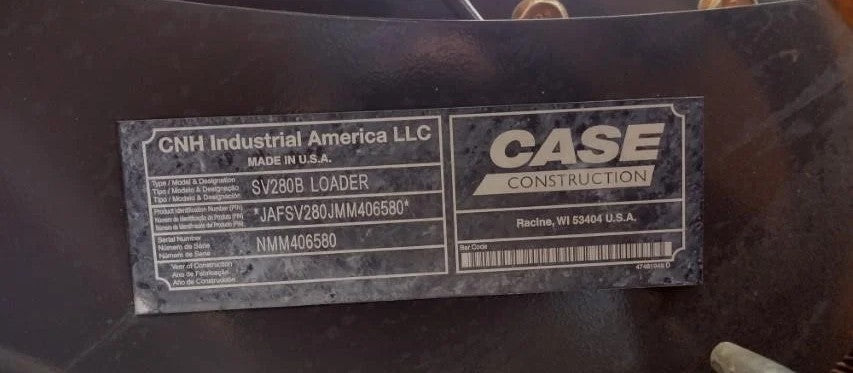 CNH Industrial America LLC
MADE IN U.S.A.
Type / Model & Designation
Tipo / Modelo & Designação
Tipo / Modelo & Designación
SV280B LOADER
Product Identification Number (PIN)
Número de Identificação do Produto (PIN)
Número de Identificación del Producto (PIN)
*JAFSV280JMM406580*
Serial Number
Número de Série
Número de Serie
NMM406580
Year of Construction
Ano de Fabricação
Año de Construcción
CASE
CONSTRUCTION
Racine, WI 53404 U.S.A.
Bar Code